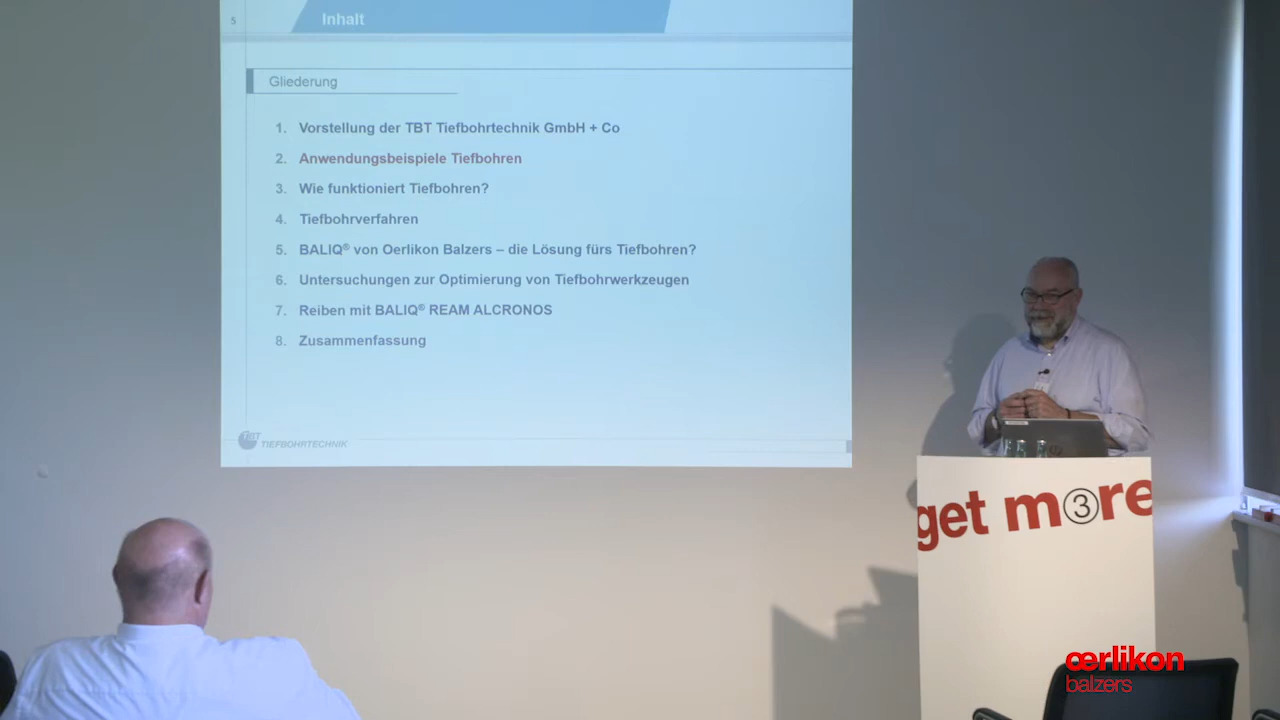 5
Inhalt
Gliederung
1. Vorstellung der TBT Tiefbohrtechnik GmbH + Co
2. Anwendungsbeispiele Tiefbohren
3. Wie funktioniert Tiefbohren?
4. Tiefbohrverfahren
5. BALIQ® von Oerlikon Balzers – die Lösung fürs Tiefbohren?
6. Untersuchungen zur Optimierung von Tiefbohrwerkzeugen
7. Reiben mit BALIQ® REAM ALCRONOS
8. Zusammenfassung
TBT TIEFBOHRTECHNIK
get m③re
œrlikon
balzers